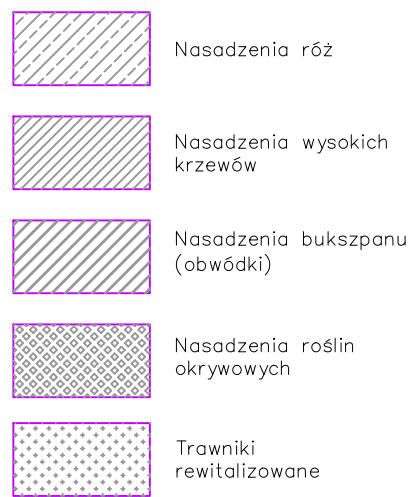 Nasadzenia róż
Nasadzenia wysokich
krzewów
Nasadzenia bukszpanu
(obwódki)
Nasadzenia roślin
okrywowych
Trawniki
rewitalizowane